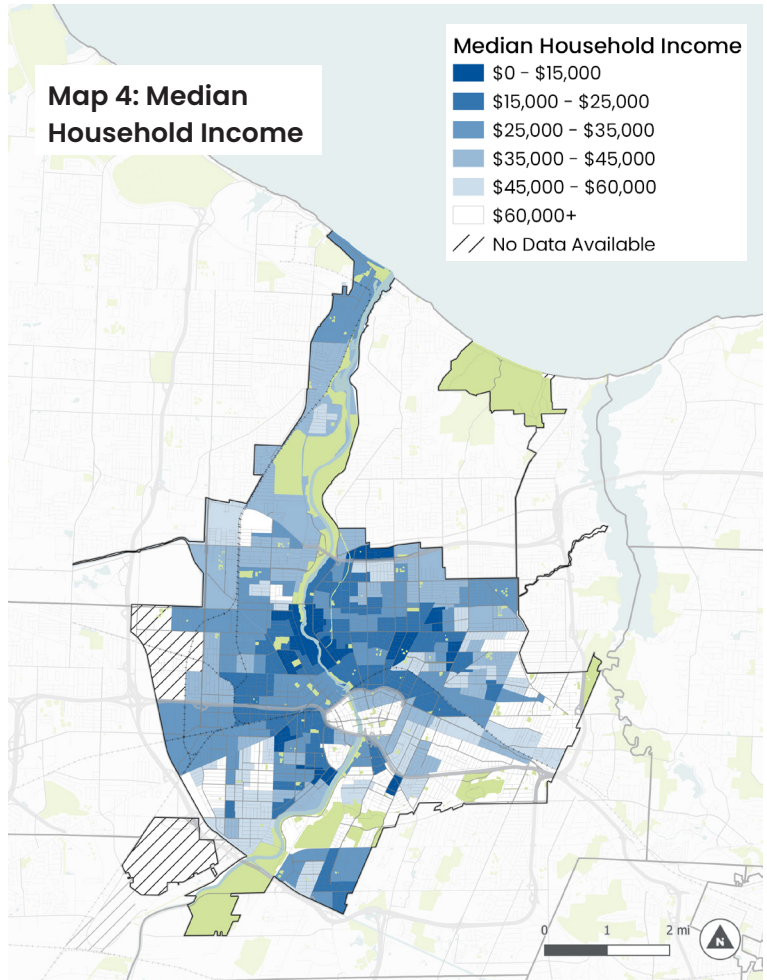 Map 4: Median
Household Income
Median Household Income
$0 - $15,000
$15,000 - $25,000
$25,000 - $35,000
$35,000 - $45,000
$45,000 - $60,000
$60,000+
No Data Available
0 1 2 mi
N